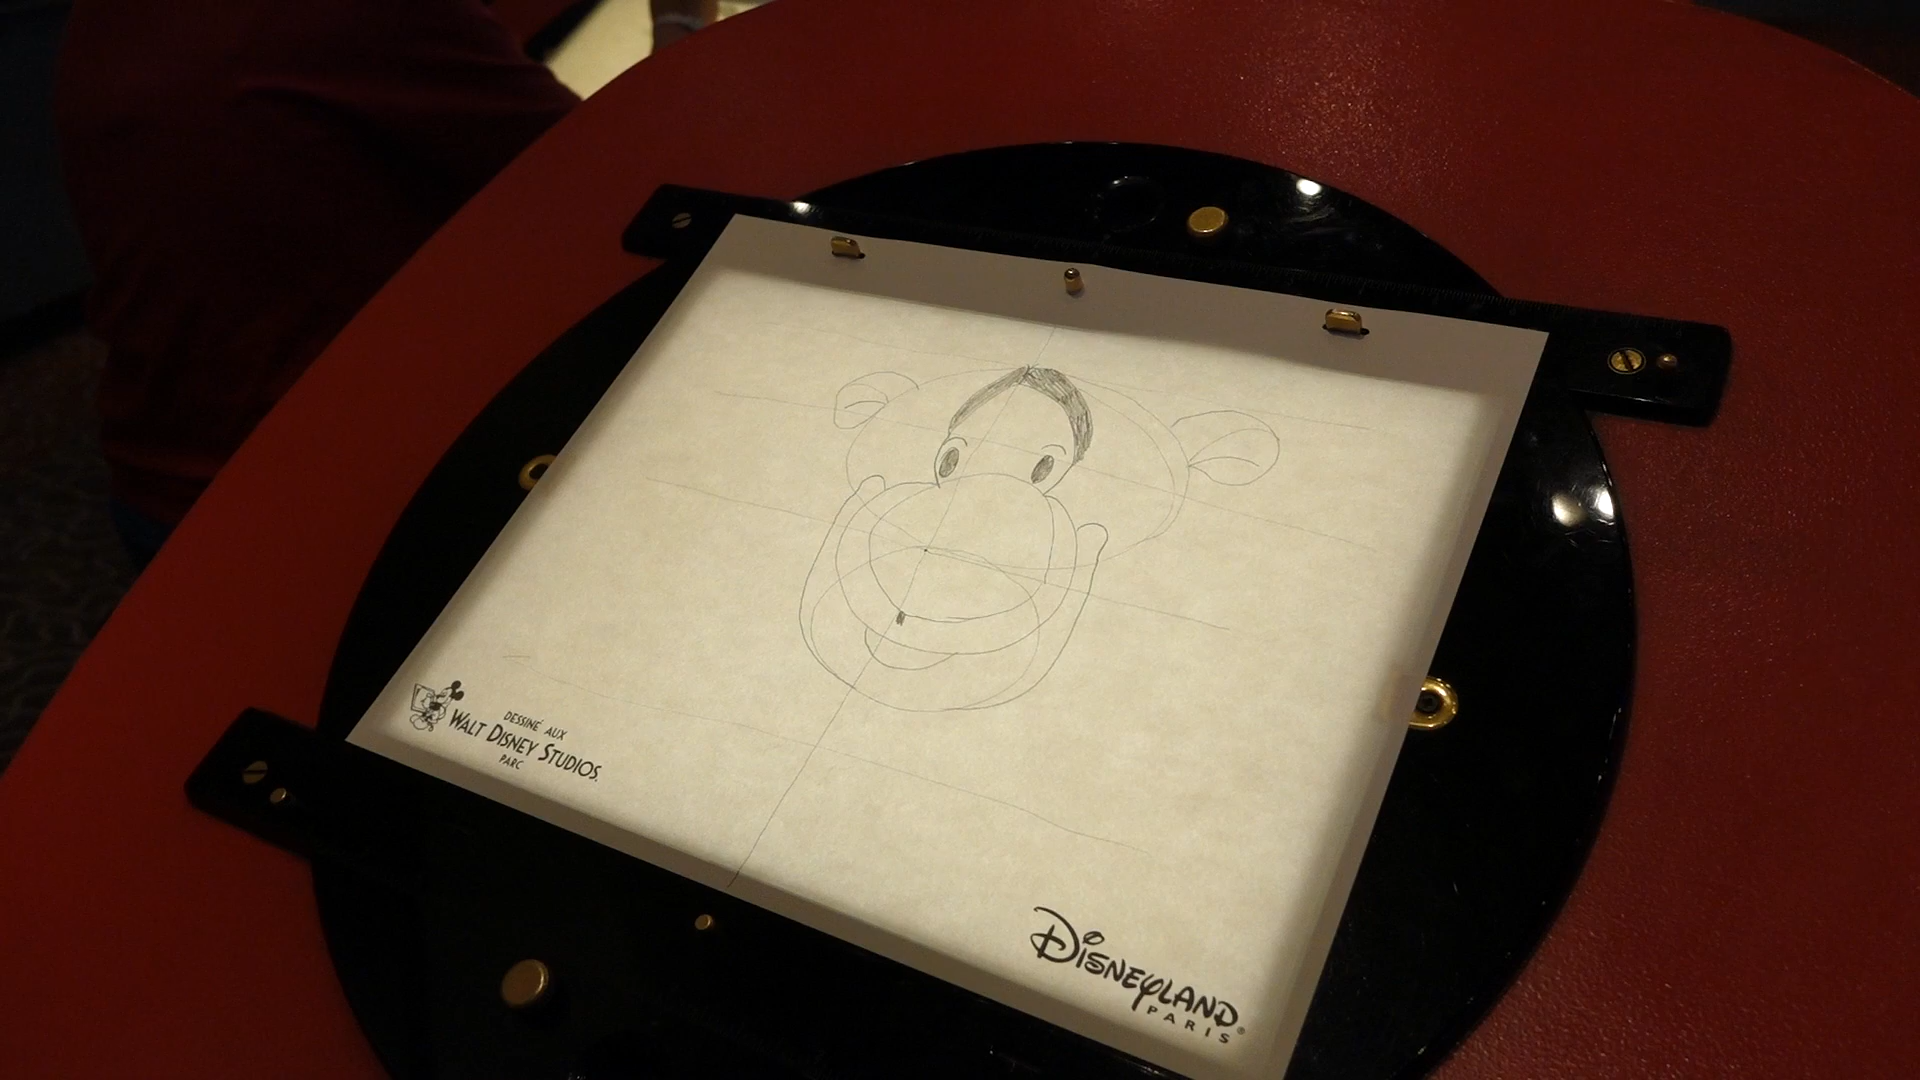 DESSINÉ AUX
WALT DISNEY STUDIOS
PARC
DISNEYLAND
PARIS